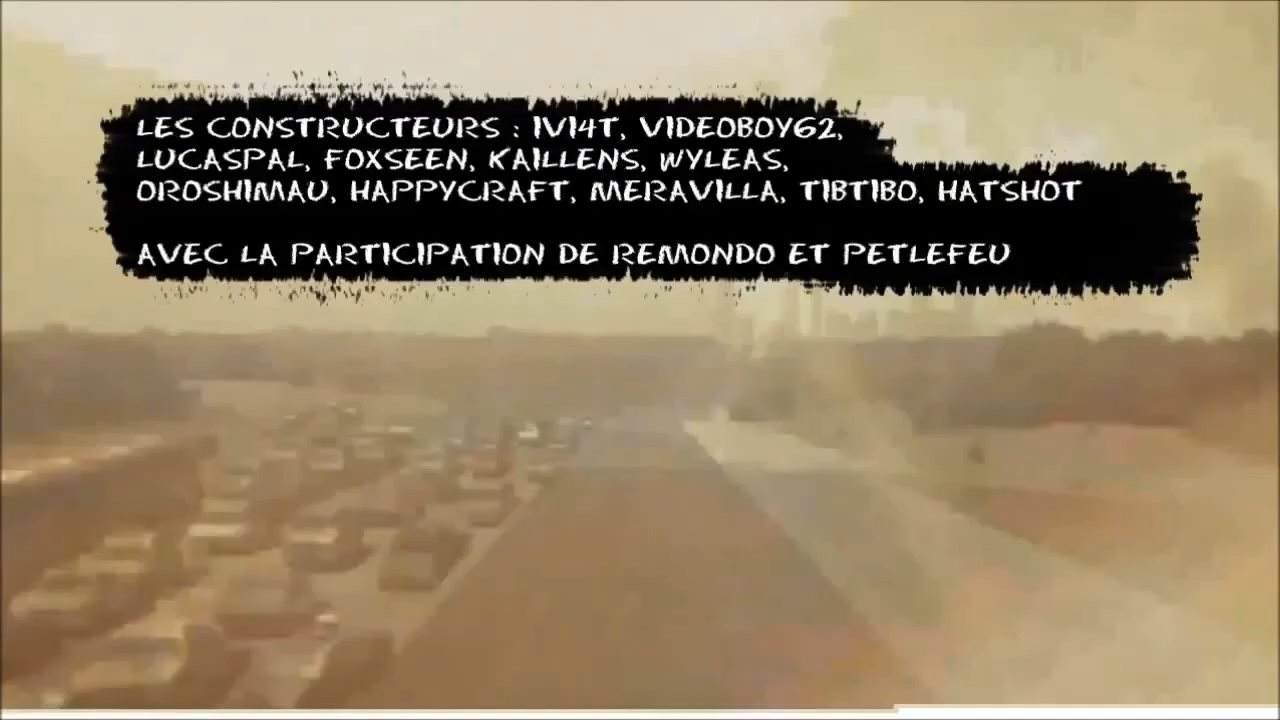 LES CONSTRUCTEURS : IVI4T, VIDEOBOY62,
LUCASPAL, FOXSEEN, KAILLENS, WYLEAS,
OROSHIMAU, HAPPYCRAFT, MERAVILLA, TIBTIBO, HATSHOT
AVEC LA PARTICIPATION DE REMONDO ET PETLEFEU